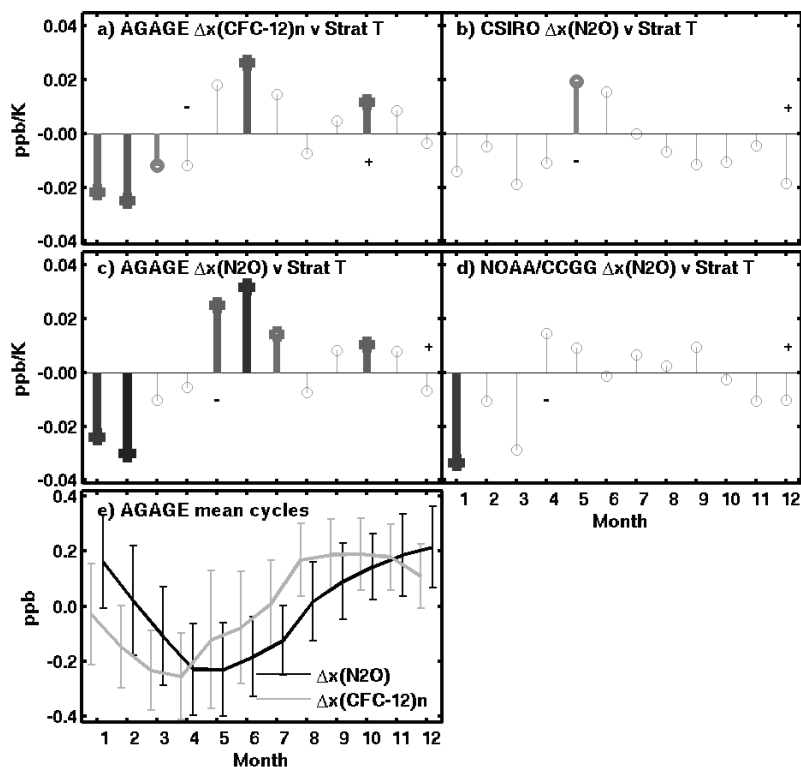 a) AGAGE Δx(CFC-12)n v Strat T
b) CSIRO Δx(N2O) v Strat T
0.04
0.02
-0.00
-0.02
-0.04
ppb/K
-
+
-
+
c) AGAGE Δx(N2O) v Strat T
d) NOAA/CCGG Δx(N2O) v Strat T
0.02
-0.00
-0.02
-0.04
ppb/K
-
+
-
+
1 2 3 4 5 6 7 8 9 10 11 12
Month
e) AGAGE mean cycles
0.4
0.2
0.0
-0.2
-0.4
ppb
Δx(N2O)
Δx(CFC-12)n
1 2 3 4 5 6 7 8 9 10 11 12
Month